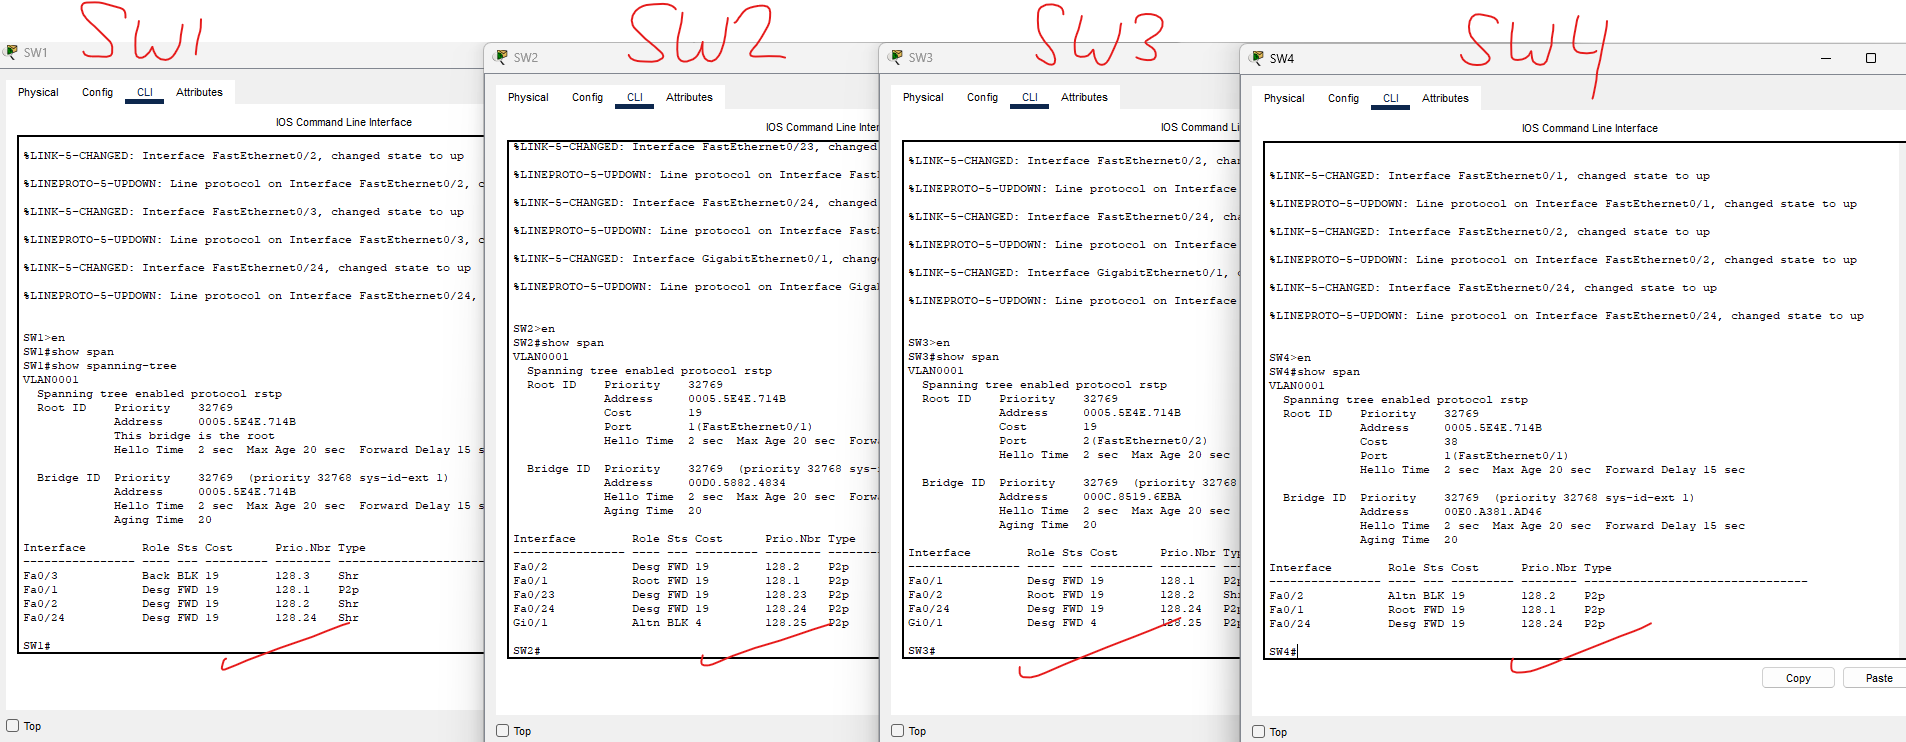 SW1
SW1
Physical Config CLI Attributes
IOS Command Line Interface
%LINK-5-CHANGED: Interface FastEthernet0/2, changed state to up
%LINEPROTO-5-UPDOWN: Line protocol on Interface FastEthernet0/2, c
%LINK-5-CHANGED: Interface FastEthernet0/3, changed state to up
%LINEPROTO-5-UPDOWN: Line protocol on Interface FastEthernet0/3, c
%LINK-5-CHANGED: Interface FastEthernet0/24, changed state to up
%LINEPROTO-5-UPDOWN: Line protocol on Interface FastEthernet0/24,
SW1>en
SW1#show span
SW1#show spanning-tree
VLAN0001
Spanning tree enabled protocol rstp
Root ID Priority 32769
Address 0005.5E4E.714B
This bridge is the root
Hello Time 2 sec Max Age 20 sec Forward Delay 15 s
Bridge ID Priority 32769 (priority 32768 sys-id-ext 1)
Address 0005.5E4E.714B
Hello Time 2 sec Max Age 20 sec Forward Delay 15 s
Aging Time 20
Interface Role Sts Cost Prio.Nbr Type
---------------- ---- --- --------- -------- --------------------
Fa0/3 Back BLK 19 128.3 Shr
Fa0/1 Desg FWD 19 128.1 P2p
Fa0/2 Desg FWD 19 128.2 Shr
Fa0/24 Desg FWD 19 128.24 Shr
SW1#
Top
SW2
SW2
Physical Config CLI Attributes
IOS Command Line Inter
%LINK-5-CHANGED: Interface FastEthernet0/23, changed
%LINEPROTO-5-UPDOWN: Line protocol on Interface Fast
%LINK-5-CHANGED: Interface FastEthernet0/24, changed
%LINEPROTO-5-UPDOWN: Line protocol on Interface Fast
%LINK-5-CHANGED: Interface GigabitEthernet0/1, chang
%LINEPROTO-5-UPDOWN: Line protocol on Interface Giga
SW2>en
SW2#show span
VLAN0001
Spanning tree enabled protocol rstp
Root ID Priority 32769
Address 0005.5E4E.714B
Cost 19
Port 1(FastEthernet0/1)
Hello Time 2 sec Max Age 20 sec Forw
Bridge ID Priority 32769 (priority 32768 sys-
Address 00D0.5882.4834
Hello Time 2 sec Max Age 20 sec Forw
Aging Time 20
Interface Role Sts Cost Prio.Nbr Type
---------------- ---- --- --------- -------- -------
Fa0/2 Desg FWD 19 128.2 P2p
Fa0/1 Root FWD 19 128.1 P2p
Fa0/23 Desg FWD 19 128.23 P2p
Fa0/24 Desg FWD 19 128.24 P2p
Gi0/1 Altn BLK 4 128.25 P2p
SW2#
Top
SW3
SW3
Physical Config CLI Attributes
IOS Command Li
%LINK-5-CHANGED: Interface FastEthernet0/2, chan
%LINEPROTO-5-UPDOWN: Line protocol on Interface
%LINK-5-CHANGED: Interface FastEthernet0/24, cha
%LINEPROTO-5-UPDOWN: Line protocol on Interface
%LINK-5-CHANGED: Interface GigabitEthernet0/1, c
%LINEPROTO-5-UPDOWN: Line protocol on Interface
SW3>en
SW3#show span
VLAN0001
Spanning tree enabled protocol rstp
Root ID Priority 32769
Address 0005.5E4E.714B
Cost 19
Port 2(FastEthernet0/2)
Hello Time 2 sec Max Age 20 sec
Bridge ID Priority 32769 (priority 32768
Address 000C.8519.6EBA
Hello Time 2 sec Max Age 20 sec
Aging Time 20
Interface Role Sts Cost Prio.Nbr Typ
---------------- ---- --- --------- -------- ---
Fa0/1 Desg FWD 19 128.1 P2p
Fa0/2 Root FWD 19 128.2 Sh
Fa0/24 Desg FWD 19 128.24 P2p
Gi0/1 Desg FWD 4 128.25 P2p
SW3#
Top
SW4
SW4
Physical Config CLI Attributes
IOS Command Line Interface
%LINK-5-CHANGED: Interface FastEthernet0/1, changed state to up
%LINEPROTO-5-UPDOWN: Line protocol on Interface FastEthernet0/1, changed state to up
%LINK-5-CHANGED: Interface FastEthernet0/2, changed state to up
%LINEPROTO-5-UPDOWN: Line protocol on Interface FastEthernet0/2, changed state to up
%LINK-5-CHANGED: Interface FastEthernet0/24, changed state to up
%LINEPROTO-5-UPDOWN: Line protocol on Interface FastEthernet0/24, changed state to up
SW4>en
SW4#show span
VLAN0001
Spanning tree enabled protocol rstp
Root ID Priority 32769
Address 0005.5E4E.714B
Cost 38
Port 1(FastEthernet0/1)
Hello Time 2 sec Max Age 20 sec Forward Delay 15 sec
Bridge ID Priority 32769 (priority 32768 sys-id-ext 1)
Address 00E0.A381.AD46
Hello Time 2 sec Max Age 20 sec Forward Delay 15 sec
Aging Time 20
Interface Role Sts Cost Prio.Nbr Type
---------------- ---- --- --------- -------- --------------------------------
Fa0/2 Altn BLK 19 128.2 P2p
Fa0/1 Root FWD 19 128.1 P2p
Fa0/24 Desg FWD 19 128.24 P2p
SW4#
Copy Paste
Top